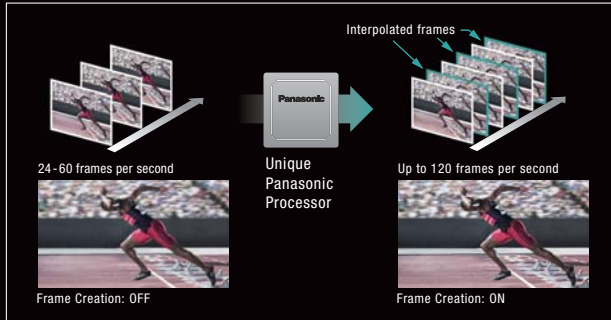 Interpolated frames
Panasonic
24-60 frames per second
Unique
Panasonic
Processor
Up to 120 frames per second
Frame Creation: OFF
Frame Creation: ON